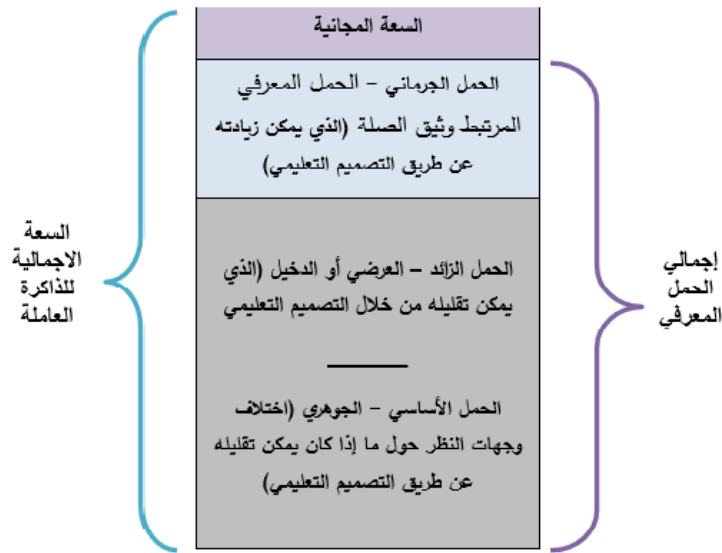 السعة المجانية
الحمل الجرماني – الحمل المعرفي
المرتبط وثيق الصلة (الذي يمكن زيادته
عن طريق التصميم التعليمي)
الحمل الزائد – العرضي أو الدخيل (الذي
يمكن تقليله من خلال التصميم التعليمي
الحمل الأساسي – الجوهري (اختلاف
وجهات النظر حول ما إذا كان يمكن تقليله
عن طريق التصميم التعليمي)
إجمالي
الحمل
المعرفي
السعة
الاجمالية
للذاكرة
العاملة